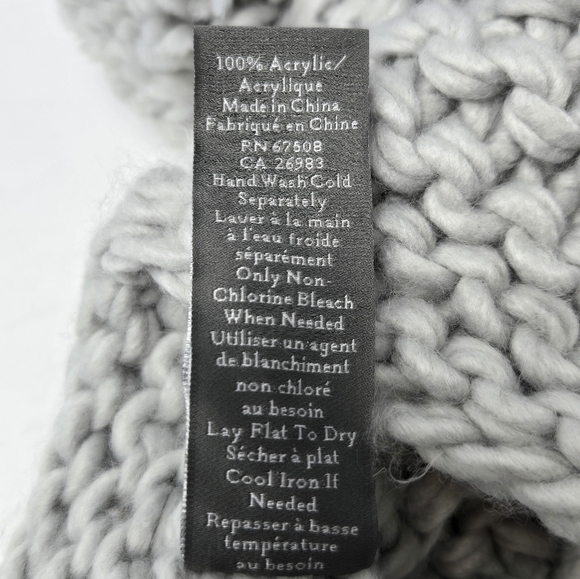 100% Acrylic/
Acrylique
Made in China
Fabriqué en Chine
RN 67508
CA 26983
Hand Wash Cold
Separately
Laver à la main
à l'eau froide
séparément
Only Non-
Chlorine Bleach
When Needed
Utiliser un agent
de blanchiment
non chloré
au besoin
Lay Flat To Dry
Sécher à plat
Cool Iron If
Needed
Repasser à basse
température
au besoin